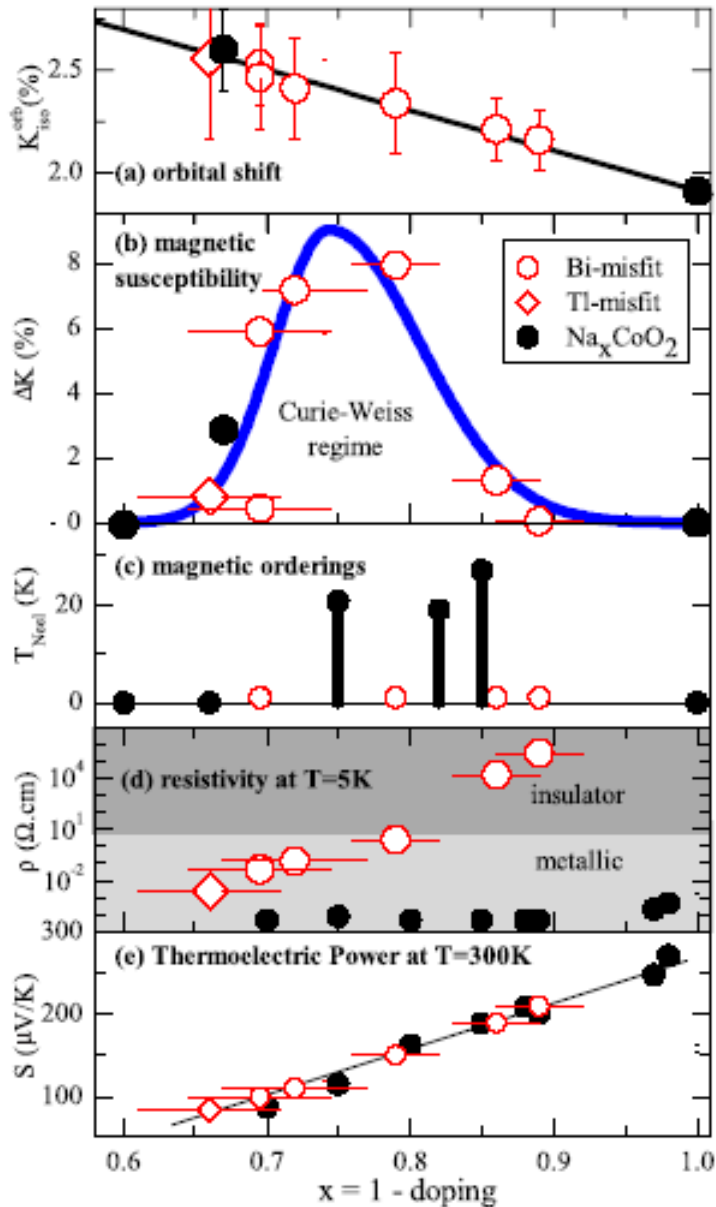 2.5
2.0
K_iso^orb (%)
(a) orbital shift
(b) magnetic
susceptibility
Bi-misfit
Tl-misfit
Na_xCoO_2
8
6
4
2
- 0
ΔK (%)
Curie-Weiss
regime
(c) magnetic orderings
20
0
T_Neel (K)
(d) resistivity at T=5K
10^4
10^1
10^-2
ρ (Ω.cm)
insulator
metallic
300
(e) Thermoelectric Power at T=300K
200
100
S (μV/K)
0.6 0.7 0.8 0.9 1.0
x = 1 - doping